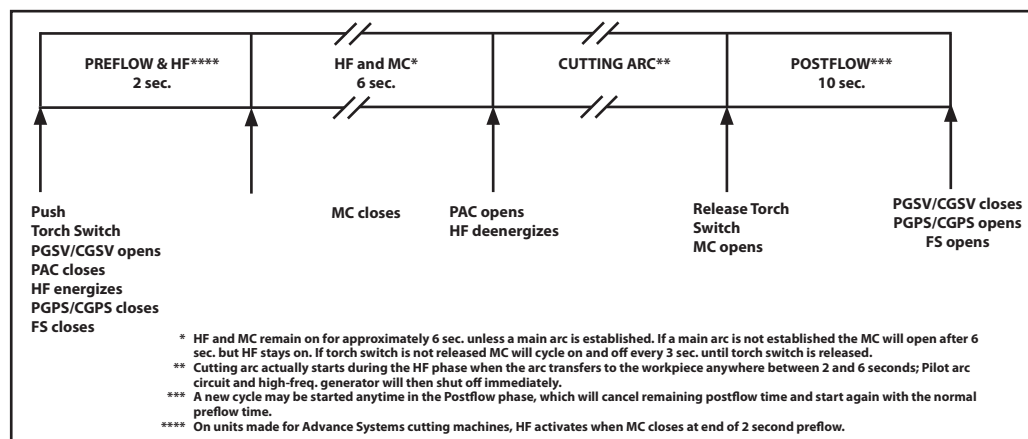 PREFLOW & HF****
2 sec.
HF and MC*
6 sec.
CUTTING ARC**
POSTFLOW***
10 sec.
Push
Torch Switch
PGSV/CGSV opens
PAC closes
HF energizes
PGPS/CGPS closes
FS closes
MC closes
PAC opens
HF deenergizes
Release Torch
Switch
MC opens
PGSV/CGSV closes
PGPS/CGPS opens
FS opens
* HF and MC remain on for approximately 6 sec. unless a main arc is established. If a main arc is not established the MC will open after 6
sec. but HF stays on. If torch switch is not released MC will cycle on and off every 3 sec. until torch switch is released.
** Cutting arc actually starts during the HF phase when the arc transfers to the workpiece anywhere between 2 and 6 seconds; Pilot arc
circuit and high-freq. generator will then shut off immediately.
*** A new cycle may be started anytime in the Postflow phase, which will cancel remaining postflow time and start again with the normal
preflow time.
**** On units made for Advance Systems cutting machines, HF activates when MC closes at end of 2 second preflow.